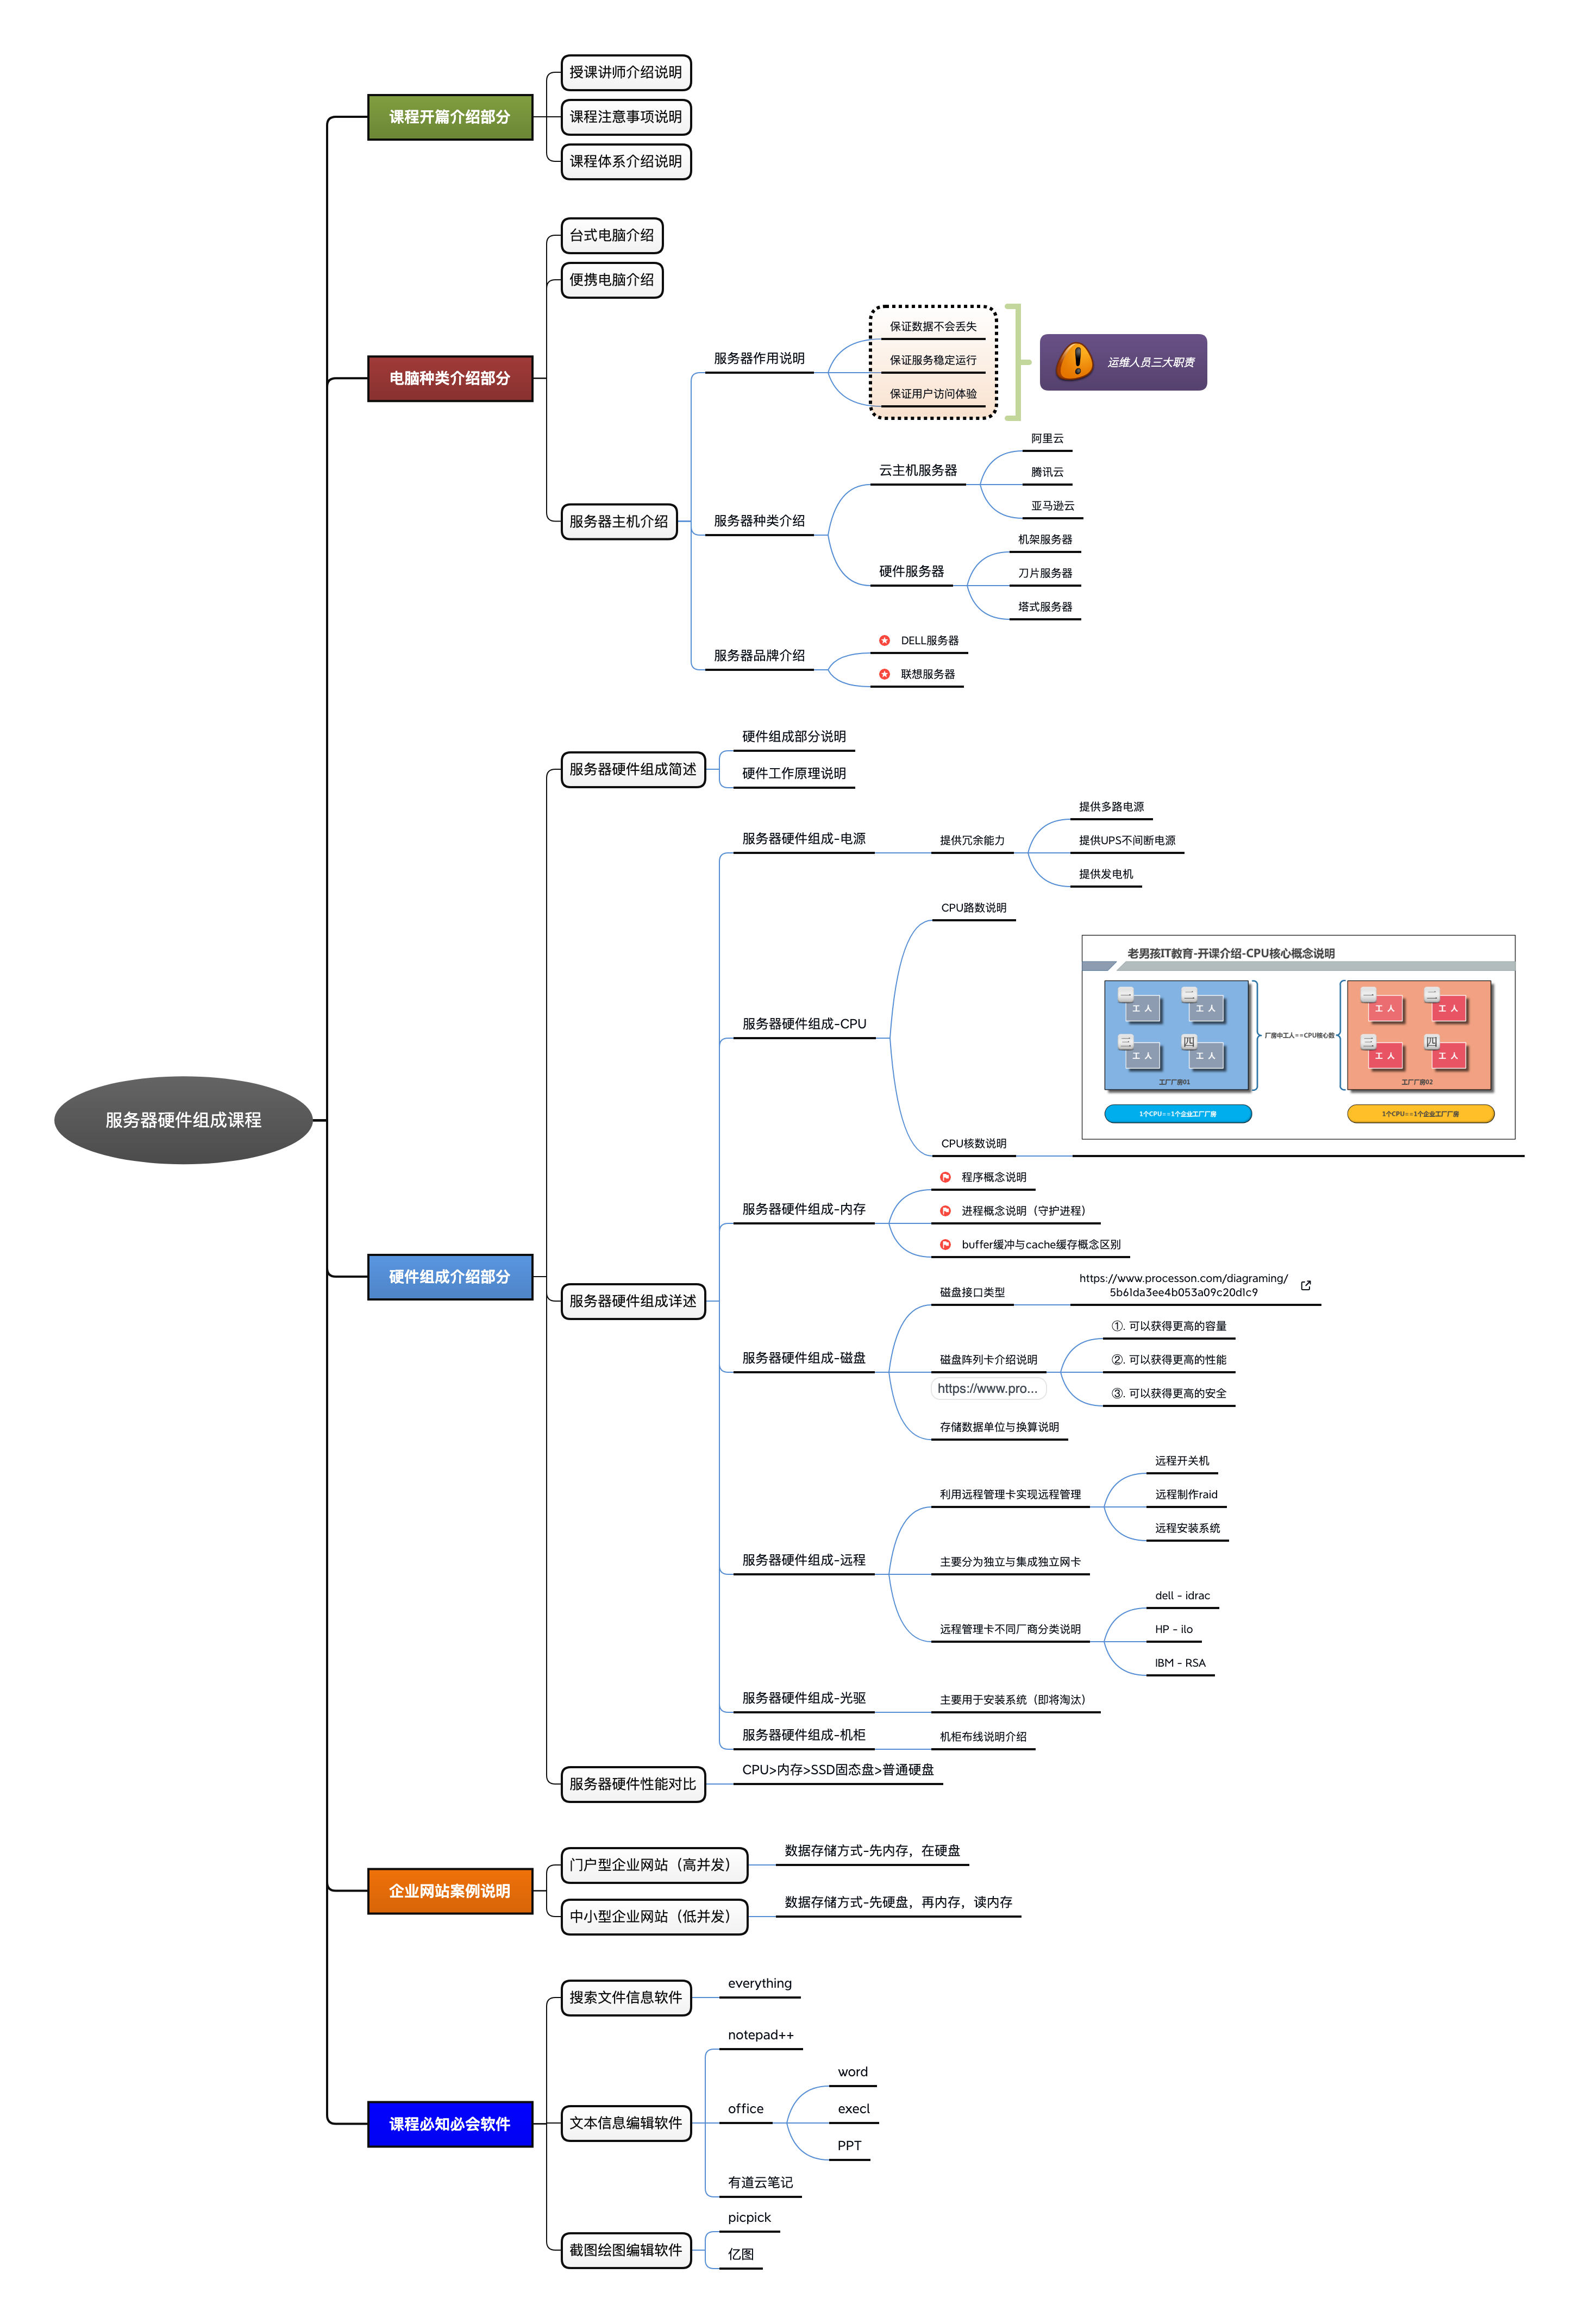 授课讲师介绍说明
课程开篇介绍部分
课程注意事项说明
课程体系介绍说明
台式电脑介绍
便携电脑介绍
电脑种类介绍部分
服务器主机介绍
服务器作用说明
保证数据不会丢失
保证服务稳定运行
保证用户访问体验
运维人员三大职责
服务器种类介绍
云主机服务器
阿里云
腾讯云
亚马逊云
硬件服务器
机架服务器
刀片服务器
塔式服务器
服务器品牌介绍
DELL服务器
联想服务器
服务器硬件组成课程
硬件组成介绍部分
服务器硬件组成简述
硬件组成部分说明
硬件工作原理说明
服务器硬件组成详述
服务器硬件组成-电源
提供冗余能力
提供多路电源
提供UPS不间断电源
提供发电机
服务器硬件组成-CPU
CPU路数说明
CPU核数说明
老男孩IT教育-开课介绍-CPU核心概念说明
一 工 人
二 工 人
三 工 人
四 工 人
工厂厂房01
1个CPU==1个企业工厂厂房
厂房中工人==CPU核心数
一 工 人
二 工 人
三 工 人
四 工 人
工厂厂房02
1个CPU==1个企业工厂厂房
服务器硬件组成-内存
程序概念说明
进程概念说明（守护进程）
buffer缓冲与cache缓存概念区别
服务器硬件组成-磁盘
磁盘接口类型
https://www.processon.com/diagraming/
5b61da3ee4b053a09c20d1c9
磁盘阵列卡介绍说明
https://www.pro...
①. 可以获得更高的容量
②. 可以获得更高的性能
③. 可以获得更高的安全
存储数据单位与换算说明
服务器硬件组成-远程
利用远程管理卡实现远程管理
远程开关机
远程制作raid
远程安装系统
主要分为独立与集成独立网卡
远程管理卡不同厂商分类说明
dell - idrac
HP - ilo
IBM - RSA
服务器硬件组成-光驱
主要用于安装系统（即将淘汰）
服务器硬件组成-机柜
机柜布线说明介绍
服务器硬件性能对比
CPU>内存>SSD固态盘>普通硬盘
企业网站案例说明
门户型企业网站（高并发）
数据存储方式-先内存，在硬盘
中小型企业网站（低并发）
数据存储方式-先硬盘，再内存，读内存
课程必知必会软件
搜索文件信息软件
everything
文本信息编辑软件
notepad++
office
word
execl
PPT
有道云笔记
截图绘图编辑软件
picpick
亿图